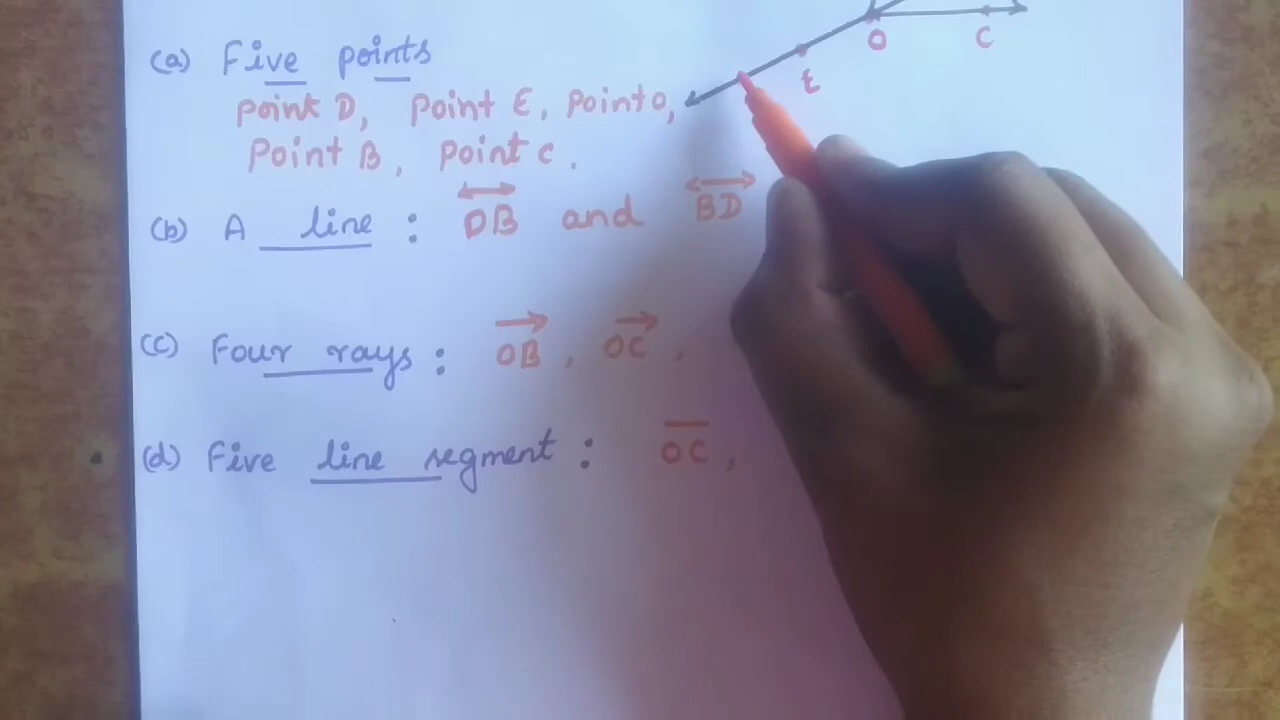 O C
E
(a) Five points
Point D, Point E, Point O,
Point B, Point C.
(b) A line : DB and BD
(c) Four rays : OB, OC,
(d) Five line segment : OC,